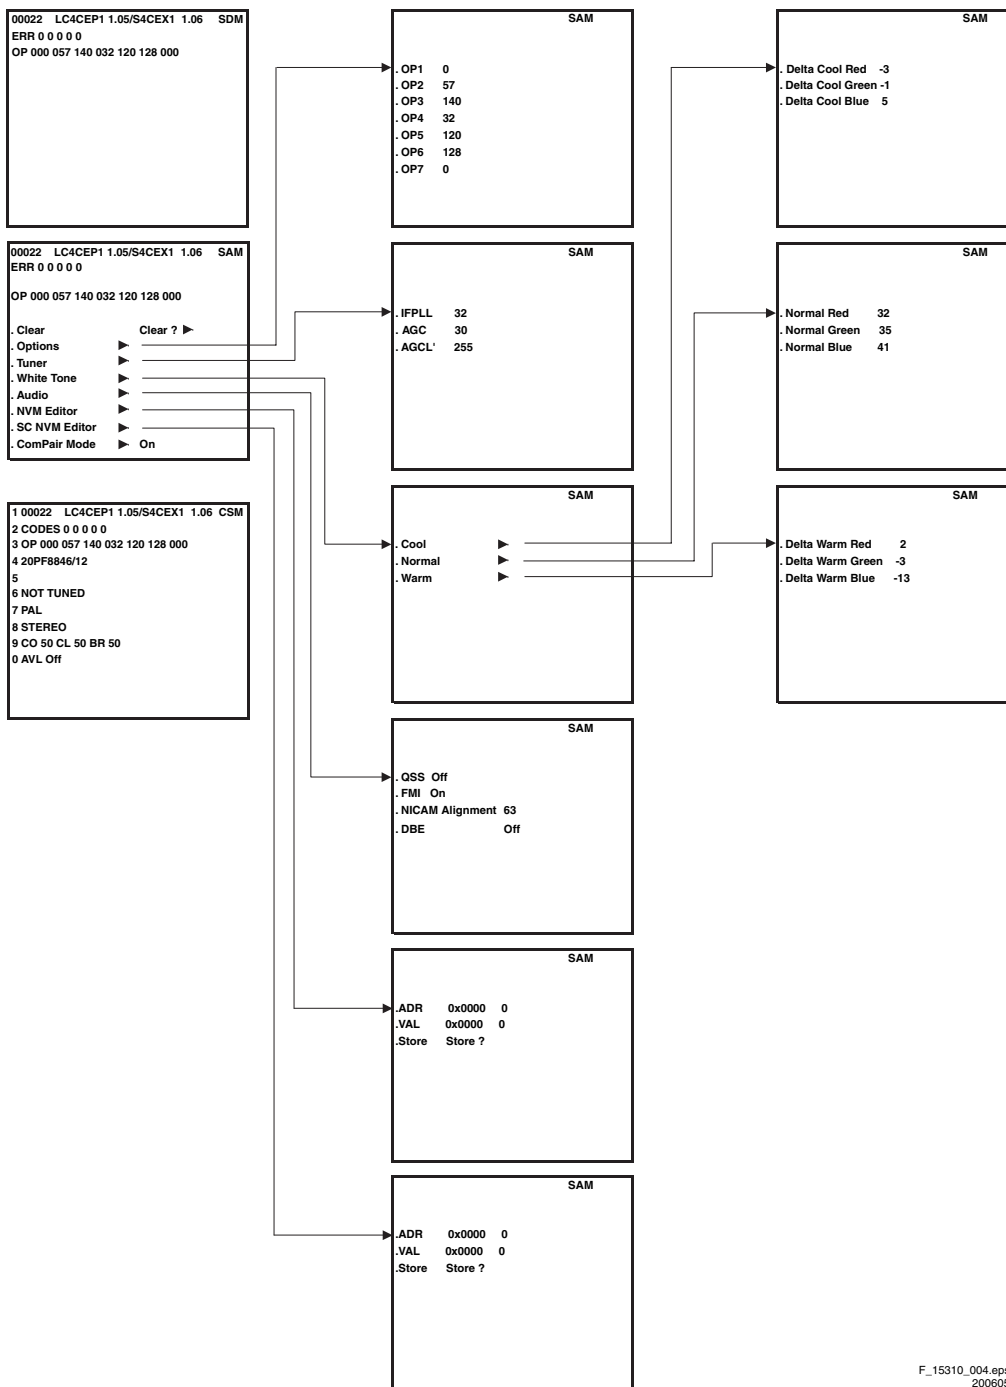 00022 LC4CEP1 1.05/S4CEX1 1.06 SDM
ERR 0 0 0 0 0
OP 000 057 140 032 120 128 000
00022 LC4CEP1 1.05/S4CEX1 1.06 SAM
ERR 0 0 0 0 0
OP 000 057 140 032 120 128 000
. Clear Clear ?
. Options
. Tuner
. White Tone
. Audio
. NVM Editor
. SC NVM Editor
. ComPair Mode On
1 00022 LC4CEP1 1.05/S4CEX1 1.06 CSM
2 CODES 0 0 0 0 0
3 OP 000 057 140 032 120 128 000
4 20PF8846/12
5
6 NOT TUNED
7 PAL
8 STEREO
9 CO 50 CL 50 BR 50
0 AVL Off
SAM
. OP1 0
. OP2 57
. OP3 140
. OP4 32
. OP5 120
. OP6 128
. OP7 0
SAM
. IFPLL 32
. AGC 30
. AGCL' 255
SAM
. Cool
. Normal
. Warm
SAM
. QSS Off
. FMI On
. NICAM Alignment 63
. DBE Off
SAM
.ADR 0x0000 0
.VAL 0x0000 0
.Store Store ?
SAM
.ADR 0x0000 0
.VAL 0x0000 0
.Store Store ?
SAM
. Delta Cool Red -3
. Delta Cool Green -1
. Delta Cool Blue 5
SAM
. Normal Red 32
. Normal Green 35
. Normal Blue 41
SAM
. Delta Warm Red 2
. Delta Warm Green -3
. Delta Warm Blue -13
F_15310_004.eps
200605